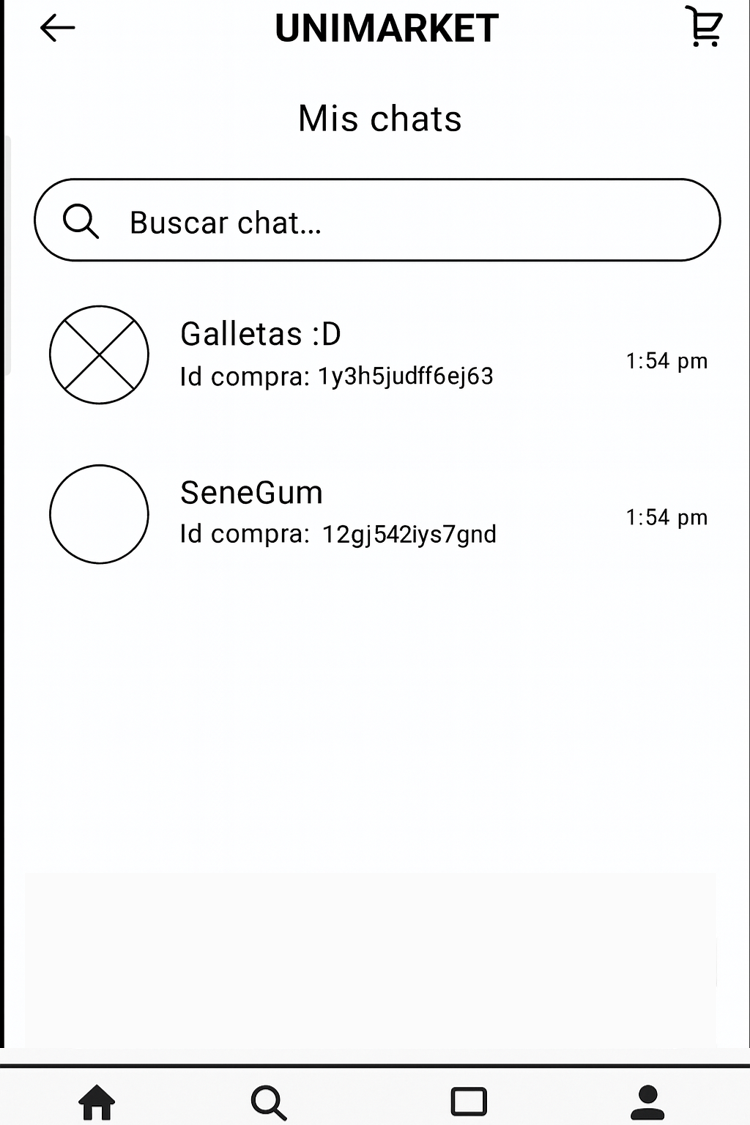 UNIMARKET
Mis chats
Buscar chat...
Galletas :D
Id compra: 1y3h5judff6ej63
1:54 pm
SeneGum
Id compra: 12gj542iys7gnd
1:54 pm